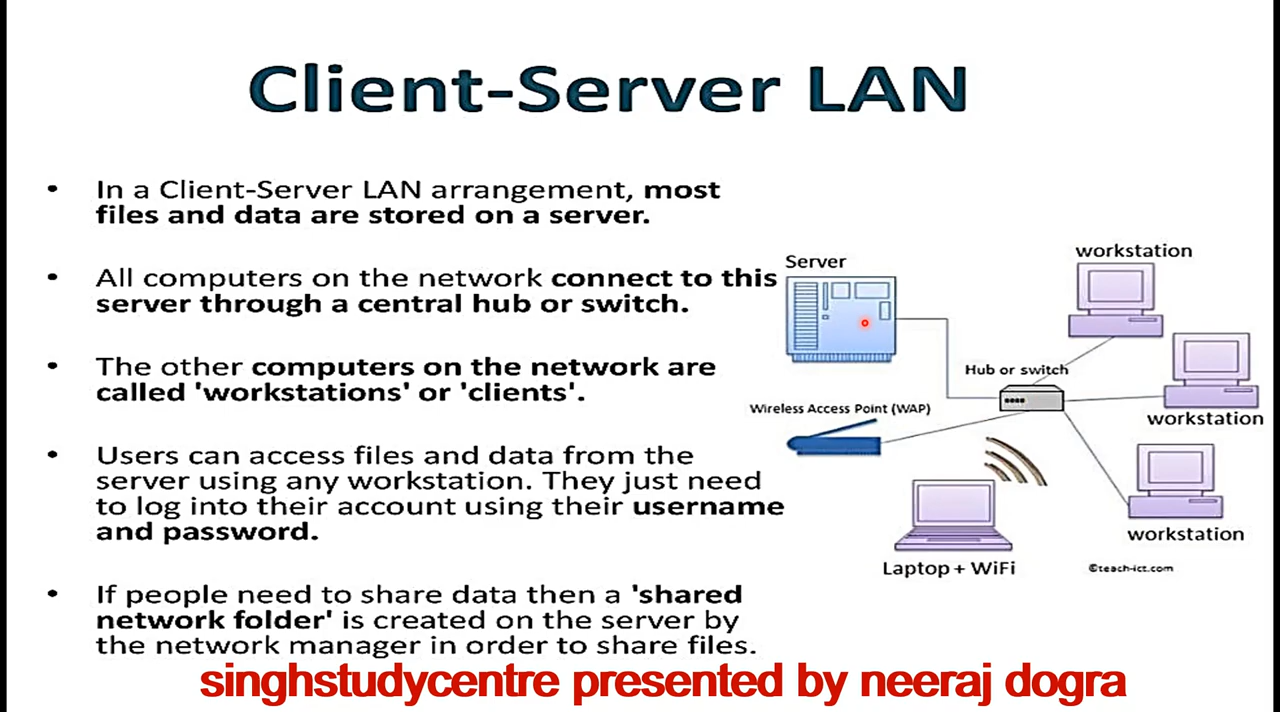 Client-Server LAN
• In a Client-Server LAN arrangement, most
files and data are stored on a server.
• All computers on the network connect to this
server through a central hub or switch.
• The other computers on the network are
called 'workstations' or 'clients'.
• Users can access files and data from the
server using any workstation. They just need
to log into their account using their username
and password.
• If people need to share data then a 'shared
network folder' is created on the server by
the network manager in order to share files.
Server
workstation
Hub or switch
Wireless Access Point (WAP)
workstation
workstation
Laptop + WiFi
©teach-ict.com
singhstudycentre presented by neeraj dogra